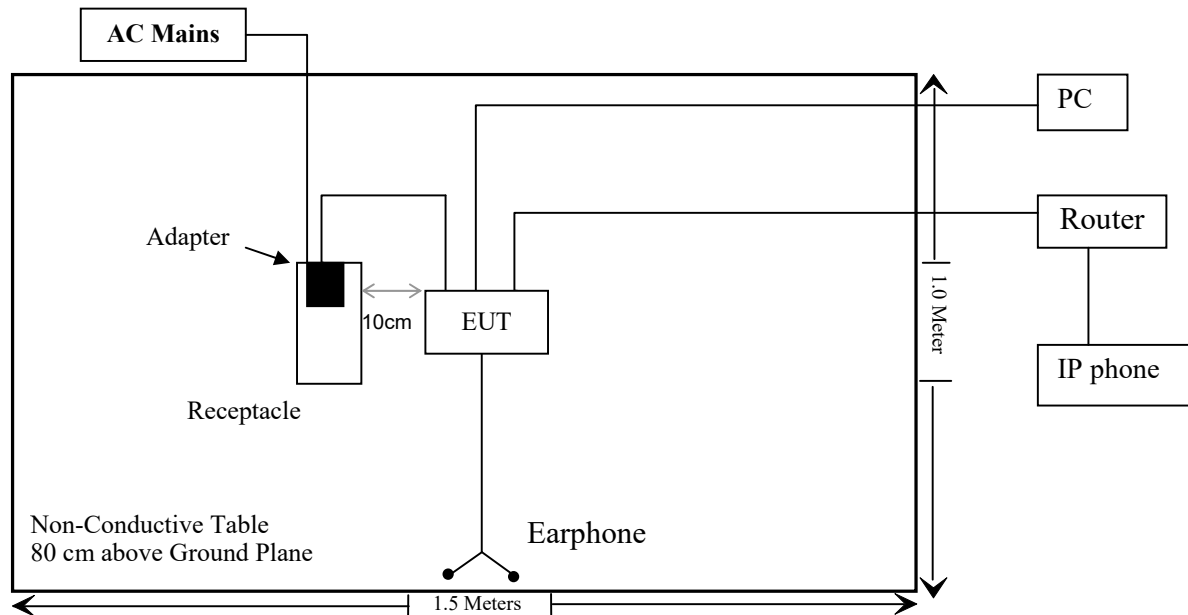 AC Mains
PC
Router
Adapter
10cm
EUT
1.0 Meter
IP phone
Receptacle
Non-Conductive Table
80 cm above Ground Plane
Earphone
1.5 Meters